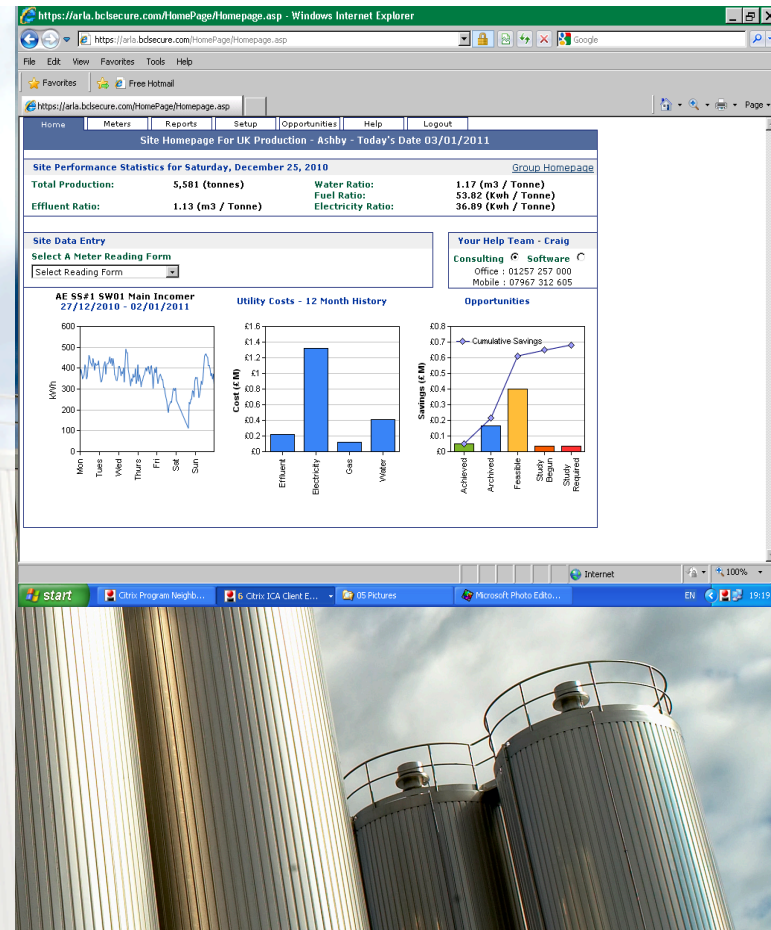 https://arla.bclsecure.com/HomePage/Homepage.asp - Windows Internet Explorer
https://arla.bclsecure.com/HomePage/Homepage.asp
Google
File Edit View Favorites Tools Help
Favorites Free Hotmail
https://arla.bclsecure.com/HomePage/Homepage.asp
Page
Home Meters Reports Setup Opportunities Help Logout
Site Homepage For UK Production - Ashby - Today's Date 03/01/2011
Site Performance Statistics for Saturday, December 25, 2010 Group Homepage
Total Production: 5,581 (tonnes) Water Ratio: 1.17 (m3 / Tonne)
Fuel Ratio: 53.82 (Kwh / Tonne)
Effluent Ratio: 1.13 (m3 / Tonne) Electricity Ratio: 36.89 (Kwh / Tonne)
Site Data Entry
Select A Meter Reading Form
Select Reading Form
Your Help Team - Craig
Consulting Software
Office : 01257 257 000
Mobile : 07967 312 605
AE SS#1 SW01 Main Incomer
27/12/2010 - 02/01/2011
600
500
400
300
200
100
0
kWh
Mon Tues Wed Thurs Fri Sat Sun
Utility Costs - 12 Month History
£1.6
£1.4
£1.2
£1
£0.8
£0.6
£0.4
£0.2
£0
Cost (£ M)
Effluent Electricity Gas Water
Opportunities
£0.8
£0.7
£0.6
£0.5
£0.4
£0.3
£0.2
£0.1
£0
Savings (£ M)
Cumulative Savings
Achieved Archived Feasible Study Begun Study Required
Internet 100%
start Citrix Program Neighb... 6 Citrix ICA Client E... 05 Pictures Microsoft Photo Edito... EN 19:19